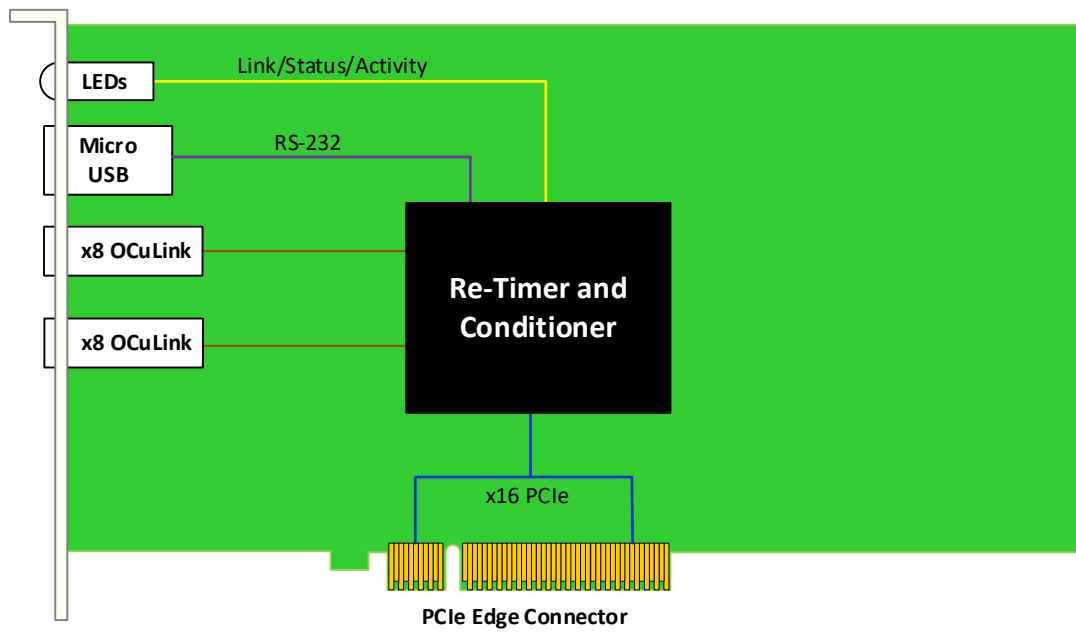 Link/Status/Activity
LEDs
Micro
USB
RS-232
x8 OCuLink
x8 OCuLink
Re-Timer and
Conditioner
x16 PCIe
PCIe Edge Connector